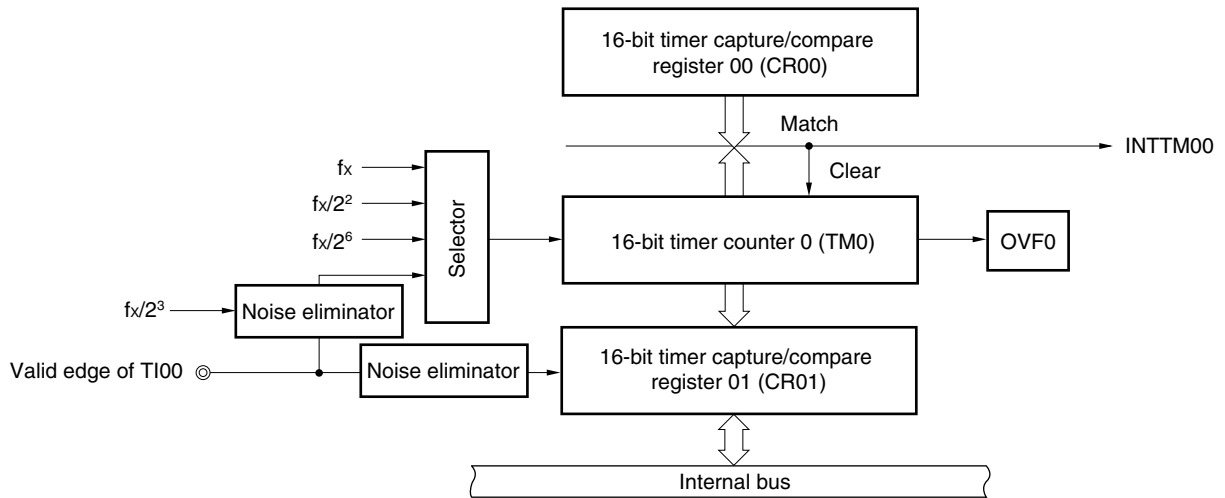 16-bit timer capture/compare
register 00 (CR00)
Match
INTTM00
fx
Clear
fx/2²
fx/2⁶
Selector
16-bit timer counter 0 (TM0)
OVF0
fx/2³
Noise eliminator
Valid edge of TI00
Noise eliminator
16-bit timer capture/compare
register 01 (CR01)
Internal bus